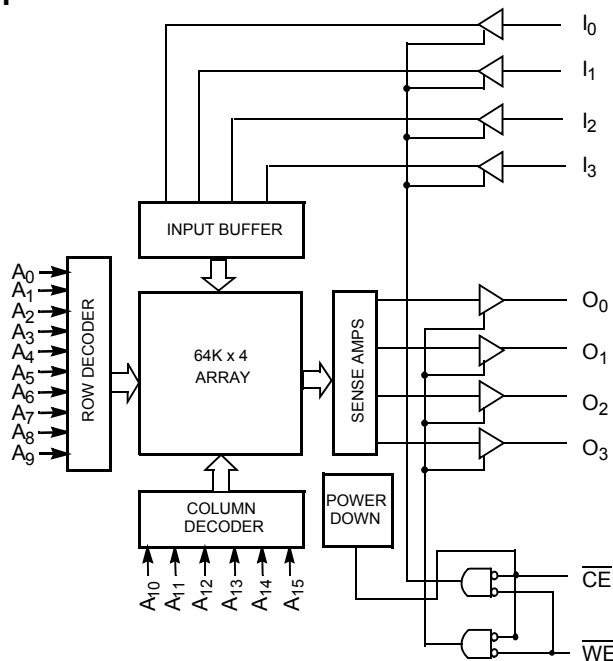 I0
I1
I2
I3
INPUT BUFFER
A0
A1
A2
A3
A4
A5
A6
A7
A8
A9
ROW DECODER
64K x 4
ARRAY
SENSE AMPS
O0
O1
O2
O3
COLUMN
DECODER
POWER
DOWN
A10
A11
A12
A13
A14
A15
CE
WE